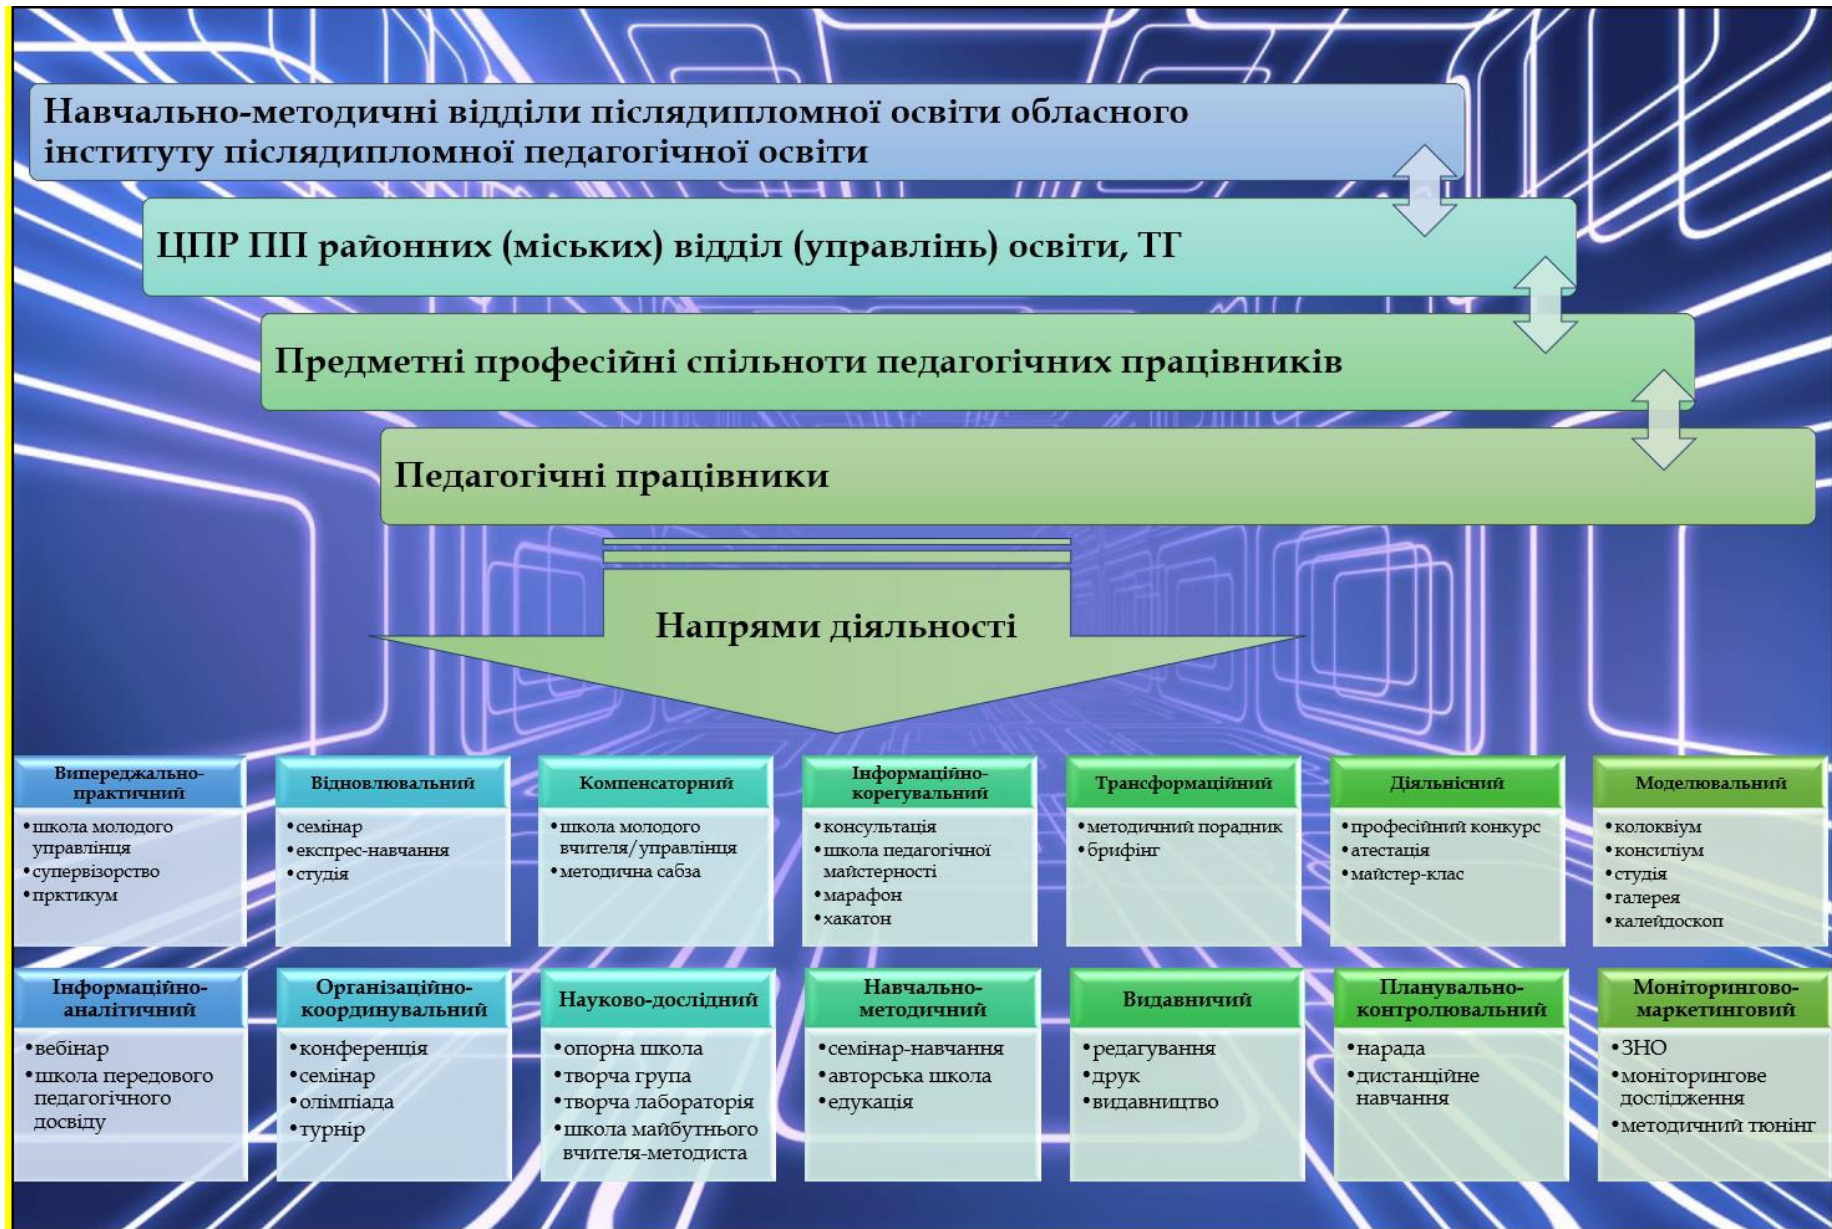 Навчально-методичні відділи післядипломної освіти обласного
інституту післядипломної педагогічної освіти
ЦПР ПП районних (міських) відділ (управлінь) освіти, ТГ
Предметні професійні спільноти педагогічних працівників
Педагогічні працівники
Напрями діяльності
Випереджально-
практичний
•школа молодого
управлінця
•супервізорство
•прктикум
Відновлювальний
•семінар
•експрес-навчання
•студія
Компенсаторний
•школа молодого
вчителя/управлінця
•методична сабза
Інформаційно-
корегувальний
•консультація
•школа педагогічної
майстерності
•марафон
•хакатон
Трансформаційний
•методичний порадник
•брифінг
Діяльнісний
•професійний конкурс
•атестація
•майстер-клас
Моделювальний
•колоквіум
•консиліум
•студія
•галерея
•калейдоскоп
Інформаційно-
аналітичний
•вебінар
•школа передового
педагогічного
досвіду
Організаційно-
координувальний
•конференція
•семінар
•олімпіада
•турнір
Науково-дослідний
•опорна школа
•творча група
•творча лабораторія
•школа майбутнього
вчителя-методиста
Навчально-
методичний
•семінар-навчання
•авторська школа
•едукація
Видавничий
•редагування
•друк
•видавництво
Планувально-
контролювальний
•нарада
•дистанційне
навчання
Моніторингово-
маркетинговий
•ЗНО
•моніторингове
дослідження
•методичний тюнінг